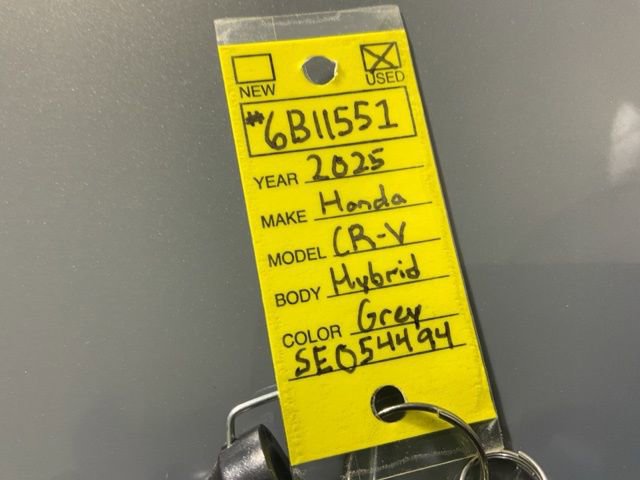 NEW USED
#6B11551
YEAR 2025
MAKE Honda
MODEL CR-V
BODY Hybrid
COLOR Grey
SE054494